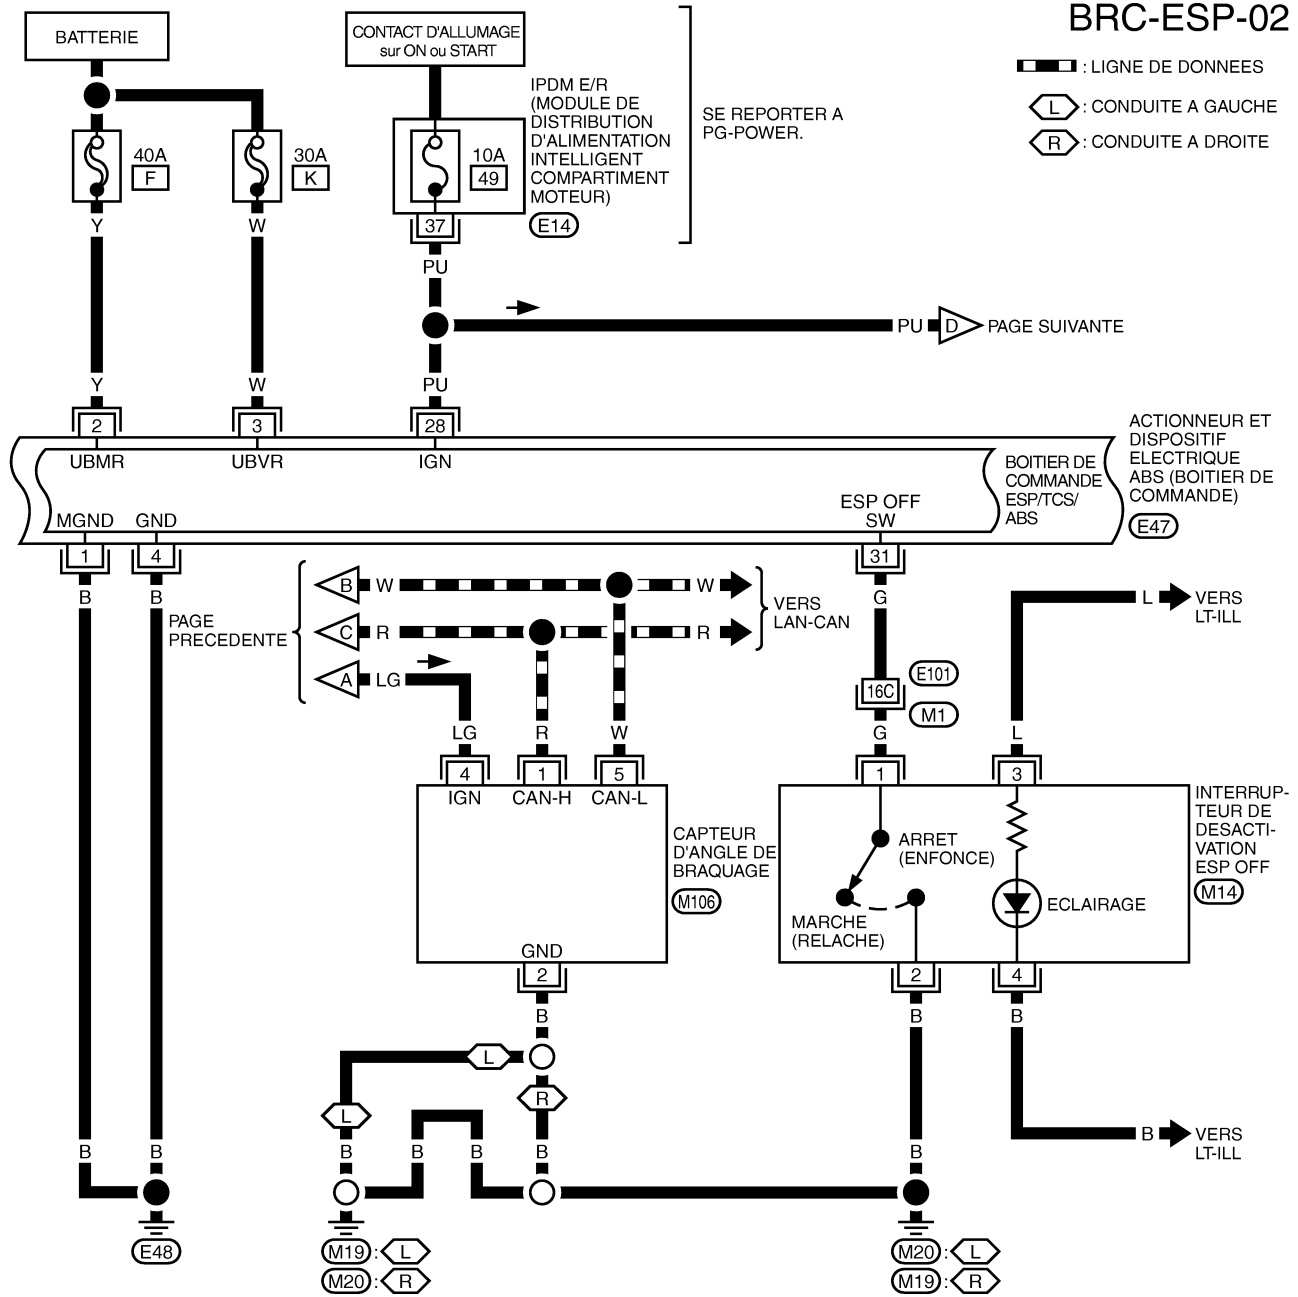 BRC-ESP-02
BATTERIE
CONTACT D'ALLUMAGE
sur ON ou START
: LIGNE DE DONNEES
L : CONDUITE A GAUCHE
R : CONDUITE A DROITE
IPDM E/R
(MODULE DE
DISTRIBUTION
D'ALIMENTATION
INTELLIGENT
COMPARTIMENT
MOTEUR)
E14
SE REPORTER A
PG-POWER.
40A
F
30A
K
10A
49
37
Y
W
PU
PU
D
PAGE SUIVANTE
Y
W
PU
2
3
28
UBMR
UBVR
IGN
BOITIER DE
COMMANDE
ESP/TCS/
ABS
ACTIONNEUR ET
DISPOSITIF
ELECTRIQUE
ABS (BOITIER DE
COMMANDE)
E47
MGND
GND
ESP OFF
SW
1
4
31
B
B
G
PAGE
PRECEDENTE
B
W
W
C
R
R
A
LG
VERS
LAN-CAN
L
VERS
LT-ILL
16C
E101
M1
LG
R
W
G
L
4
1
5
1
3
IGN
CAN-H
CAN-L
CAPTEUR
D'ANGLE DE
BRAQUAGE
M106
ARRET
(ENFONCE)
MARCHE
(RELACHE)
ECLAIRAGE
INTERRUP-
TEUR DE
DESACTI-
VATION
ESP OFF
M14
GND
2
2
4
B
B
B
L
R
L
B
VERS
LT-ILL
B
B
B
B
B
B
B
E48
M19 : L
M20 : R
M20 : L
M19 : R